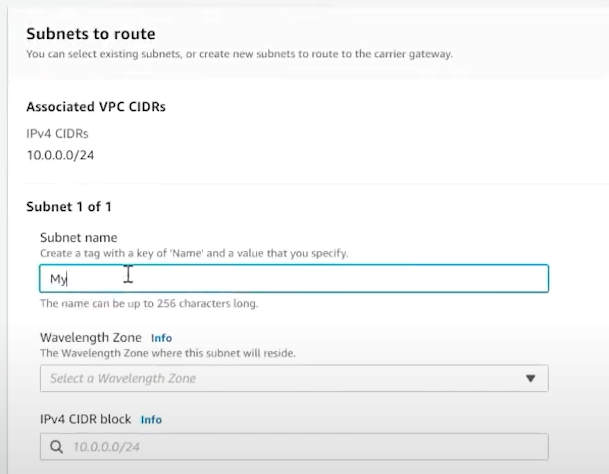 Subnets to route
You can select existing subnets, or create new subnets to route to the carrier gateway.
Associated VPC CIDRs
IPv4 CIDRs
10.0.0.0/24
Subnet 1 of 1
Subnet name
Create a tag with a key of 'Name' and a value that you specify.
My
The name can be up to 256 characters long.
Wavelength Zone Info
The Wavelength Zone where this subnet will reside.
Select a Wavelength Zone
IPv4 CIDR block Info
10.0.0.0/24